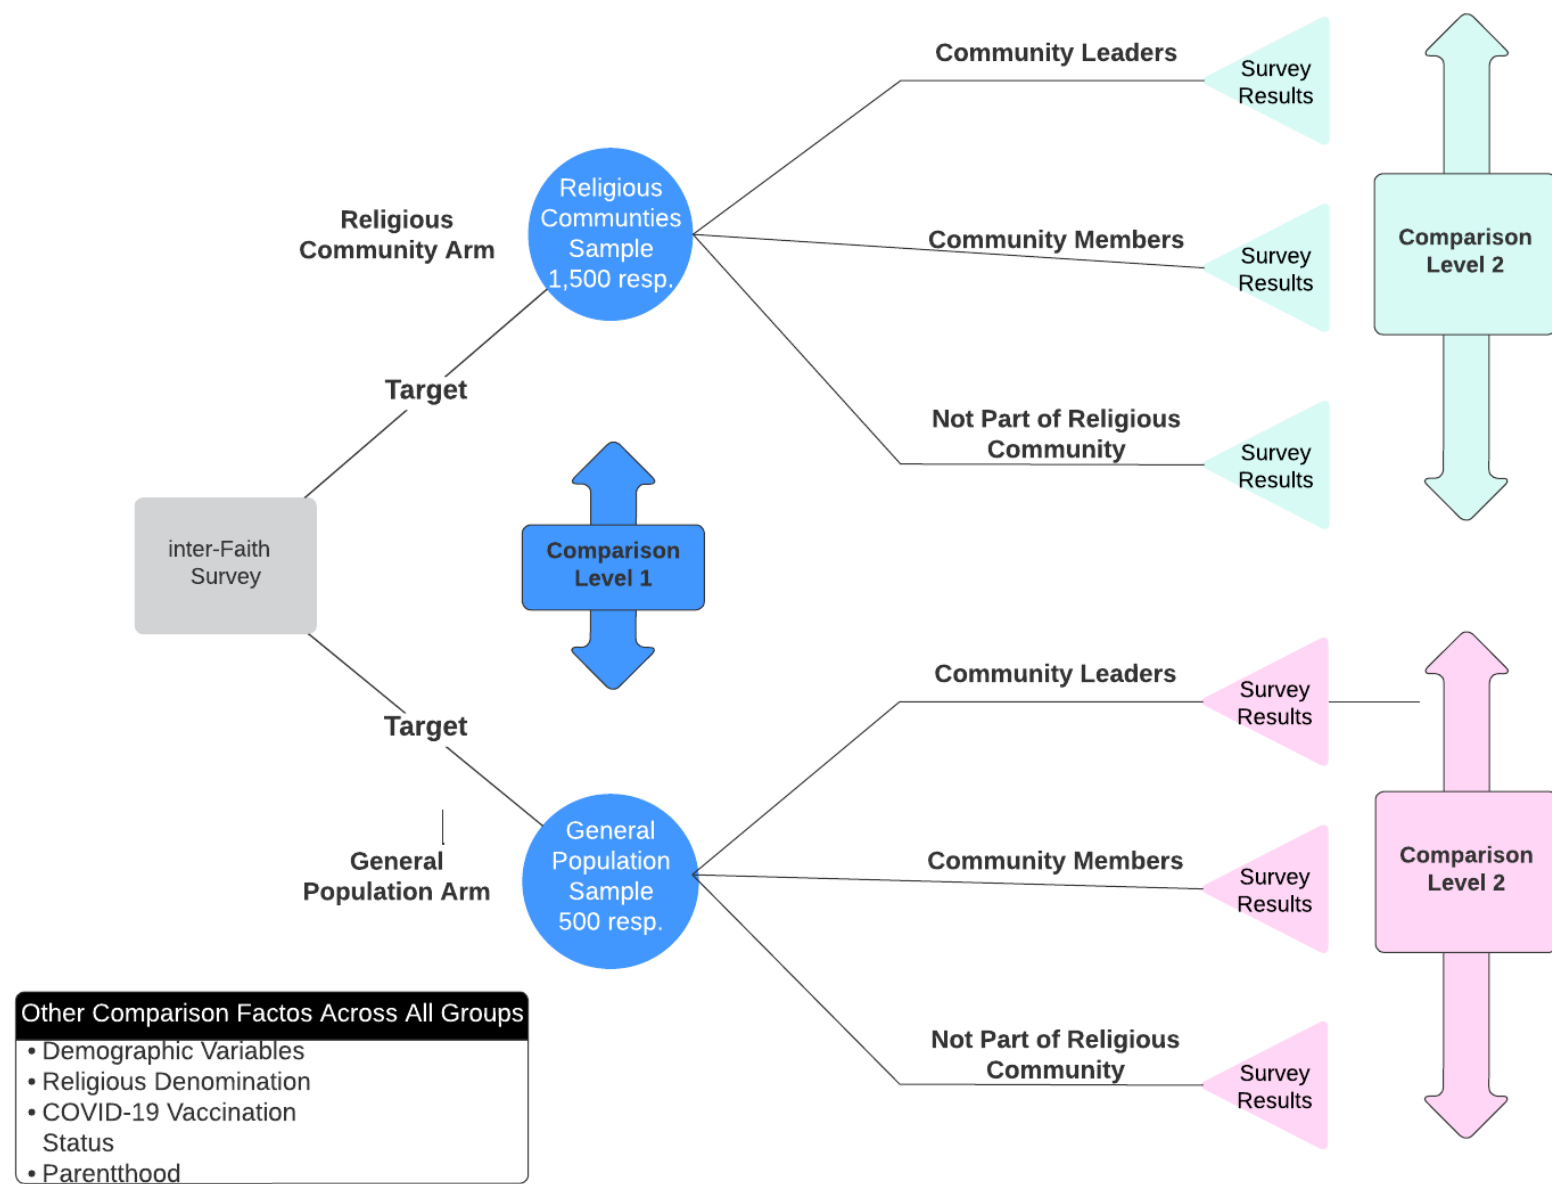 Community Leaders
Survey
Results
Religious
Communties
Sample
1,500 resp.
Religious
Community Arm
Community Members
Survey
Results
Comparison
Level 2
Target
Not Part of Religious
Community
Survey
Results
inter-Faith
Survey
Comparison
Level 1
Community Leaders
Survey
Results
Target
General
Population Arm
General
Population
Sample
500 resp.
Community Members
Survey
Results
Comparison
Level 2
Not Part of Religious
Community
Survey
Results
Other Comparison Factos Across All Groups
• Demographic Variables
• Religious Denomination
• COVID-19 Vaccination
Status
• Parentthood